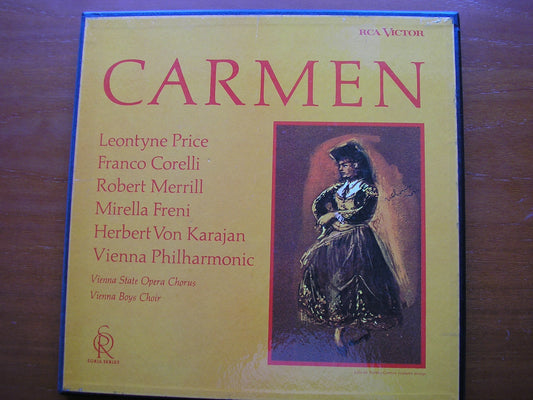 RCA VICTOR
CARMEN
Leontyne Price
Franco Corelli
Robert Merrill
Mirella Freni
Herbert Von Karajan
Vienna Philharmonic
Vienna State Opera Chorus
Vienna Boys Choir
SR
SORIA SERIES